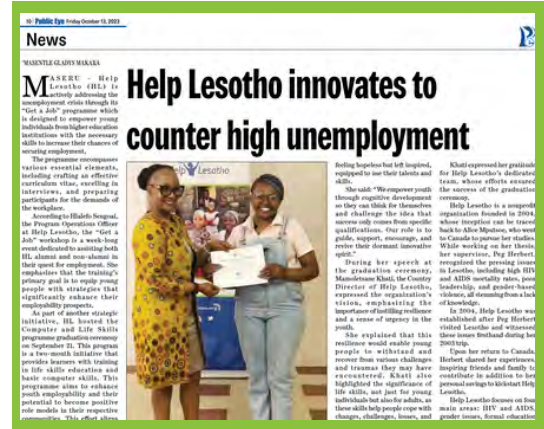 10 Public Eye Friday October 13, 2023
News
'MASENTLE GLADYS MAKARA
Help Lesotho innovates to
counter high unemployment
MASERU - Help
Lesotho (HL) is
actively addressing the
unemployment crisis through its
"Get a Job" programme which
is designed to empower young
individuals from higher education
institutions with the necessary
skills to increase their chances of
securing employment.
The programme encompasses
various essential elements,
including crafting an effective
curriculum vitae, excelling in
interviews, and preparing
participants for the demands of
the workplace.
According to Hlalefo Seugoai,
the Program Operations Officer
at Help Lesotho, the "Get a
Job" workshop is a week-long
event dedicated to assisting both
HL alumni and non-alumni in
their quest for employment. She
emphasizes that the training's
primary goal is to equip young
people with strategies that
significantly enhance their
employability prospects.
As part of another strategic
initiative, HL hosted the
Computer and Life Skills
programme graduation ceremony
on September 21. This program
is a two-month initiative that
provides learners with training
in life skills education and
basic computer skills. This
programme aims to enhance
youth employability and their
potential to become positive
role models in their respective
communities. This effort aligns
Help Lesotho
feeling hopeless but left inspired,
equipped to use their talents and
skills.
She said: "We empower youth
through cognitive development
so they can think for themselves
and challenge the idea that
success only comes from specific
qualifications. Our role is to
guide, support, encourage, and
revive their dormant innovative
spirit."
During her speech at
the graduation ceremony,
Mamoletsane Khati, the Country
Director of Help Lesotho,
expressed the organization's
vision, emphasizing the
importance of instilling resilience
and a sense of urgency in the
youth.
She explained that this
resilience would enable young
people to withstand and
recover from various challenges
and traumas they may have
encountered. Khati also
highlighted the significance of
life skills, not just for young
individuals but also for adults, as
these skills help people cope with
changes, challenges, losses, and
Khati expressed her gratitude
for Help Lesotho's dedicated
team, whose efforts ensured
the success of the graduation
ceremony.
Help Lesotho is a nonprofit
organization founded in 2004,
whose inception can be traced
back to Alice Mputsoe, who went
to Canada to pursue her studies.
While working on her thesis,
her supervisor, Peg Herbert,
recognized the pressing issues
in Lesotho, including high HIV
and AIDS mortality rates, poor
leadership, and gender-based
violence, all stemming from a lack
of knowledge.
In 2004, Help Lesotho was
established after Peg Herbert
visited Lesotho and witnessed
these issues firsthand during her
2003 trip.
Upon her return to Canada,
Herbert shared her experiences,
inspiring friends and family to
contribute in addition to her
personal savings to kickstart Help
Lesotho.
Help Lesotho focuses on four
main areas: HIV and AIDS,
gender issues, formal education